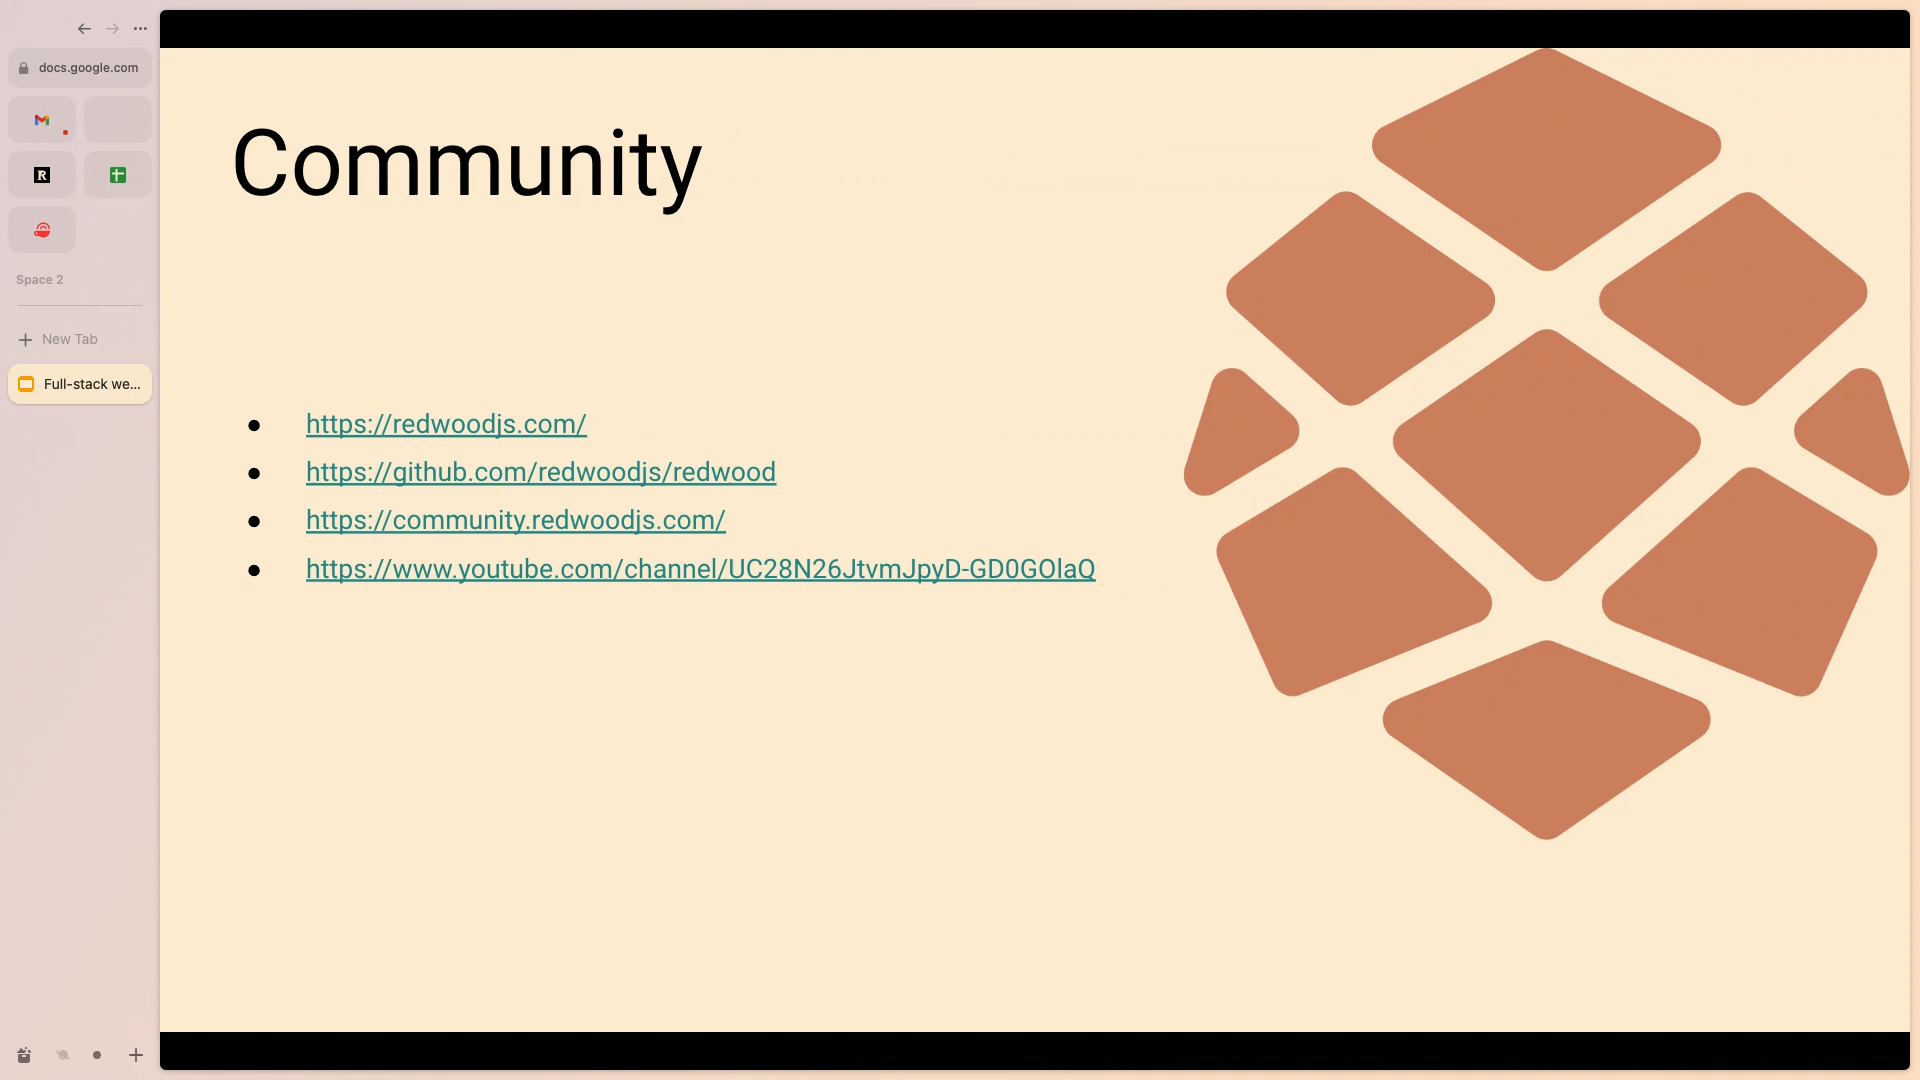 docs.google.com
Space 2
New Tab
Full-stack we...
Community
https://redwoodjs.com/
https://github.com/redwoodjs/redwood
https://community.redwoodjs.com/
https://www.youtube.com/channel/UC28N26JtvmJpyD-GD0GOlaQ